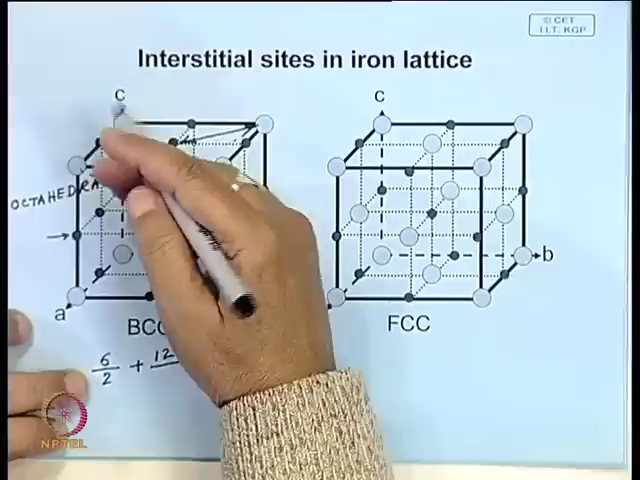 © CET
I.I.T. KGP
Interstitial sites in iron lattice
c
c
OCTAHEDRA
b
a
BCC
FCC
6/2 + 12
NPTEL